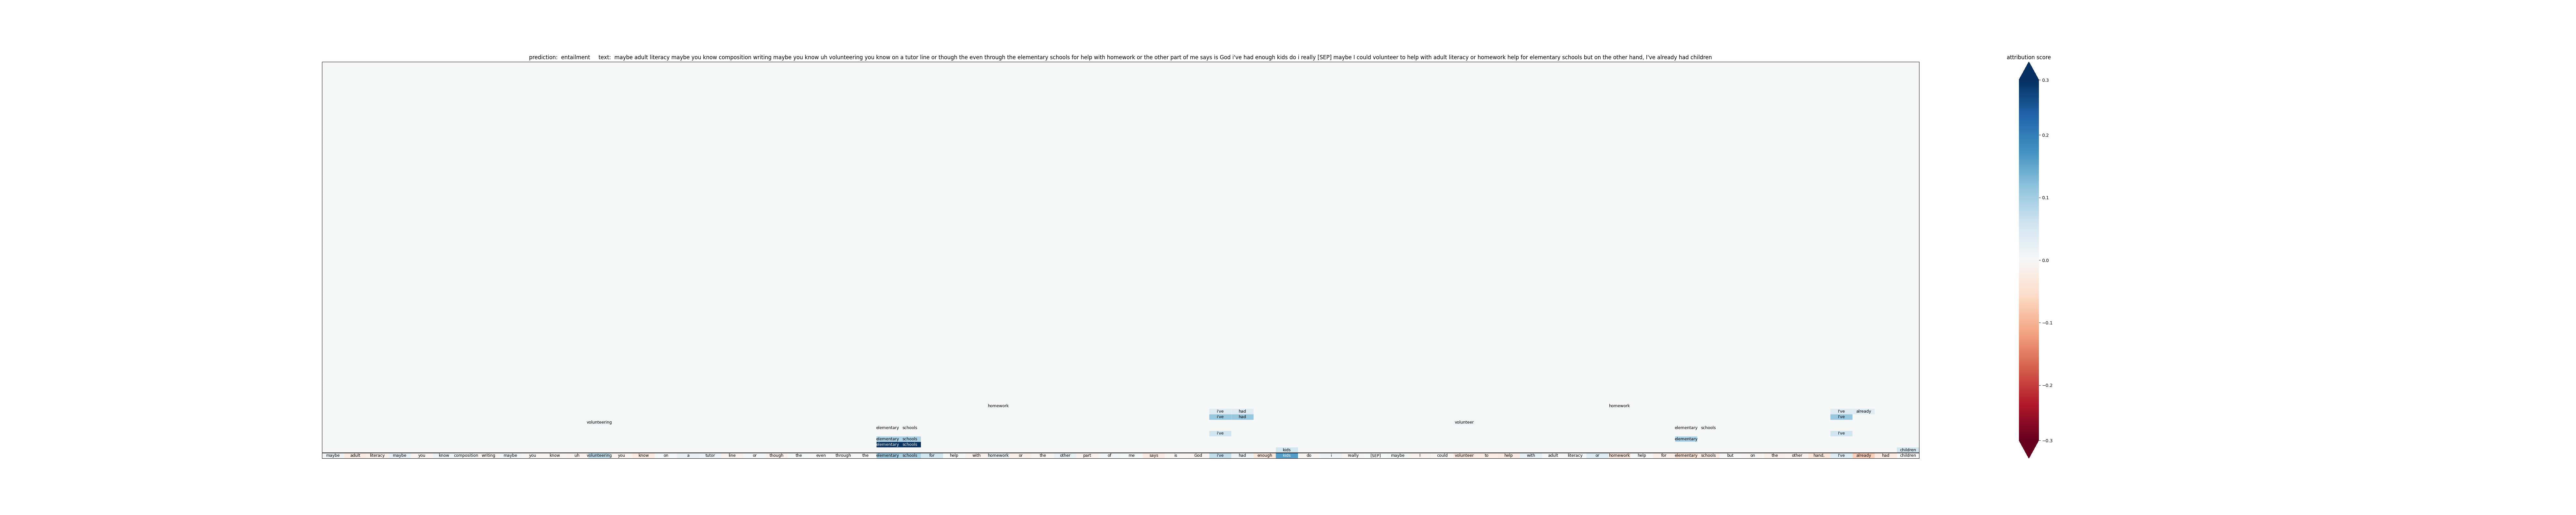 prediction: entailment text: maybe adult literacy maybe you know composition writing maybe you know uh volunteering you know on a tutor line or though the even through the elementary schools for help with homework or the other part of me says is God i've had enough kids do i really [SEP] maybe I could volunteer to help with adult literacy or homework help for elementary schools but on the other hand, I've already had children
attribution score
0.3
0.2
0.1
0.0
−0.1
−0.2
−0.3
homework homework
i've had I've already
i've had I've
volunteering volunteer
elementary schools elementary schools
i've I've
elementary schools elementary
elementary schools
kids children
maybe adult literacy maybe you know composition writing maybe you know uh volunteering you know on a tutor line or though the even through the elementary schools for help with homework or the other part of me says is God i've had enough kids do i really [SEP] maybe I could volunteer to help with adult literacy or homework help for elementary schools but on the other hand, I've already had children